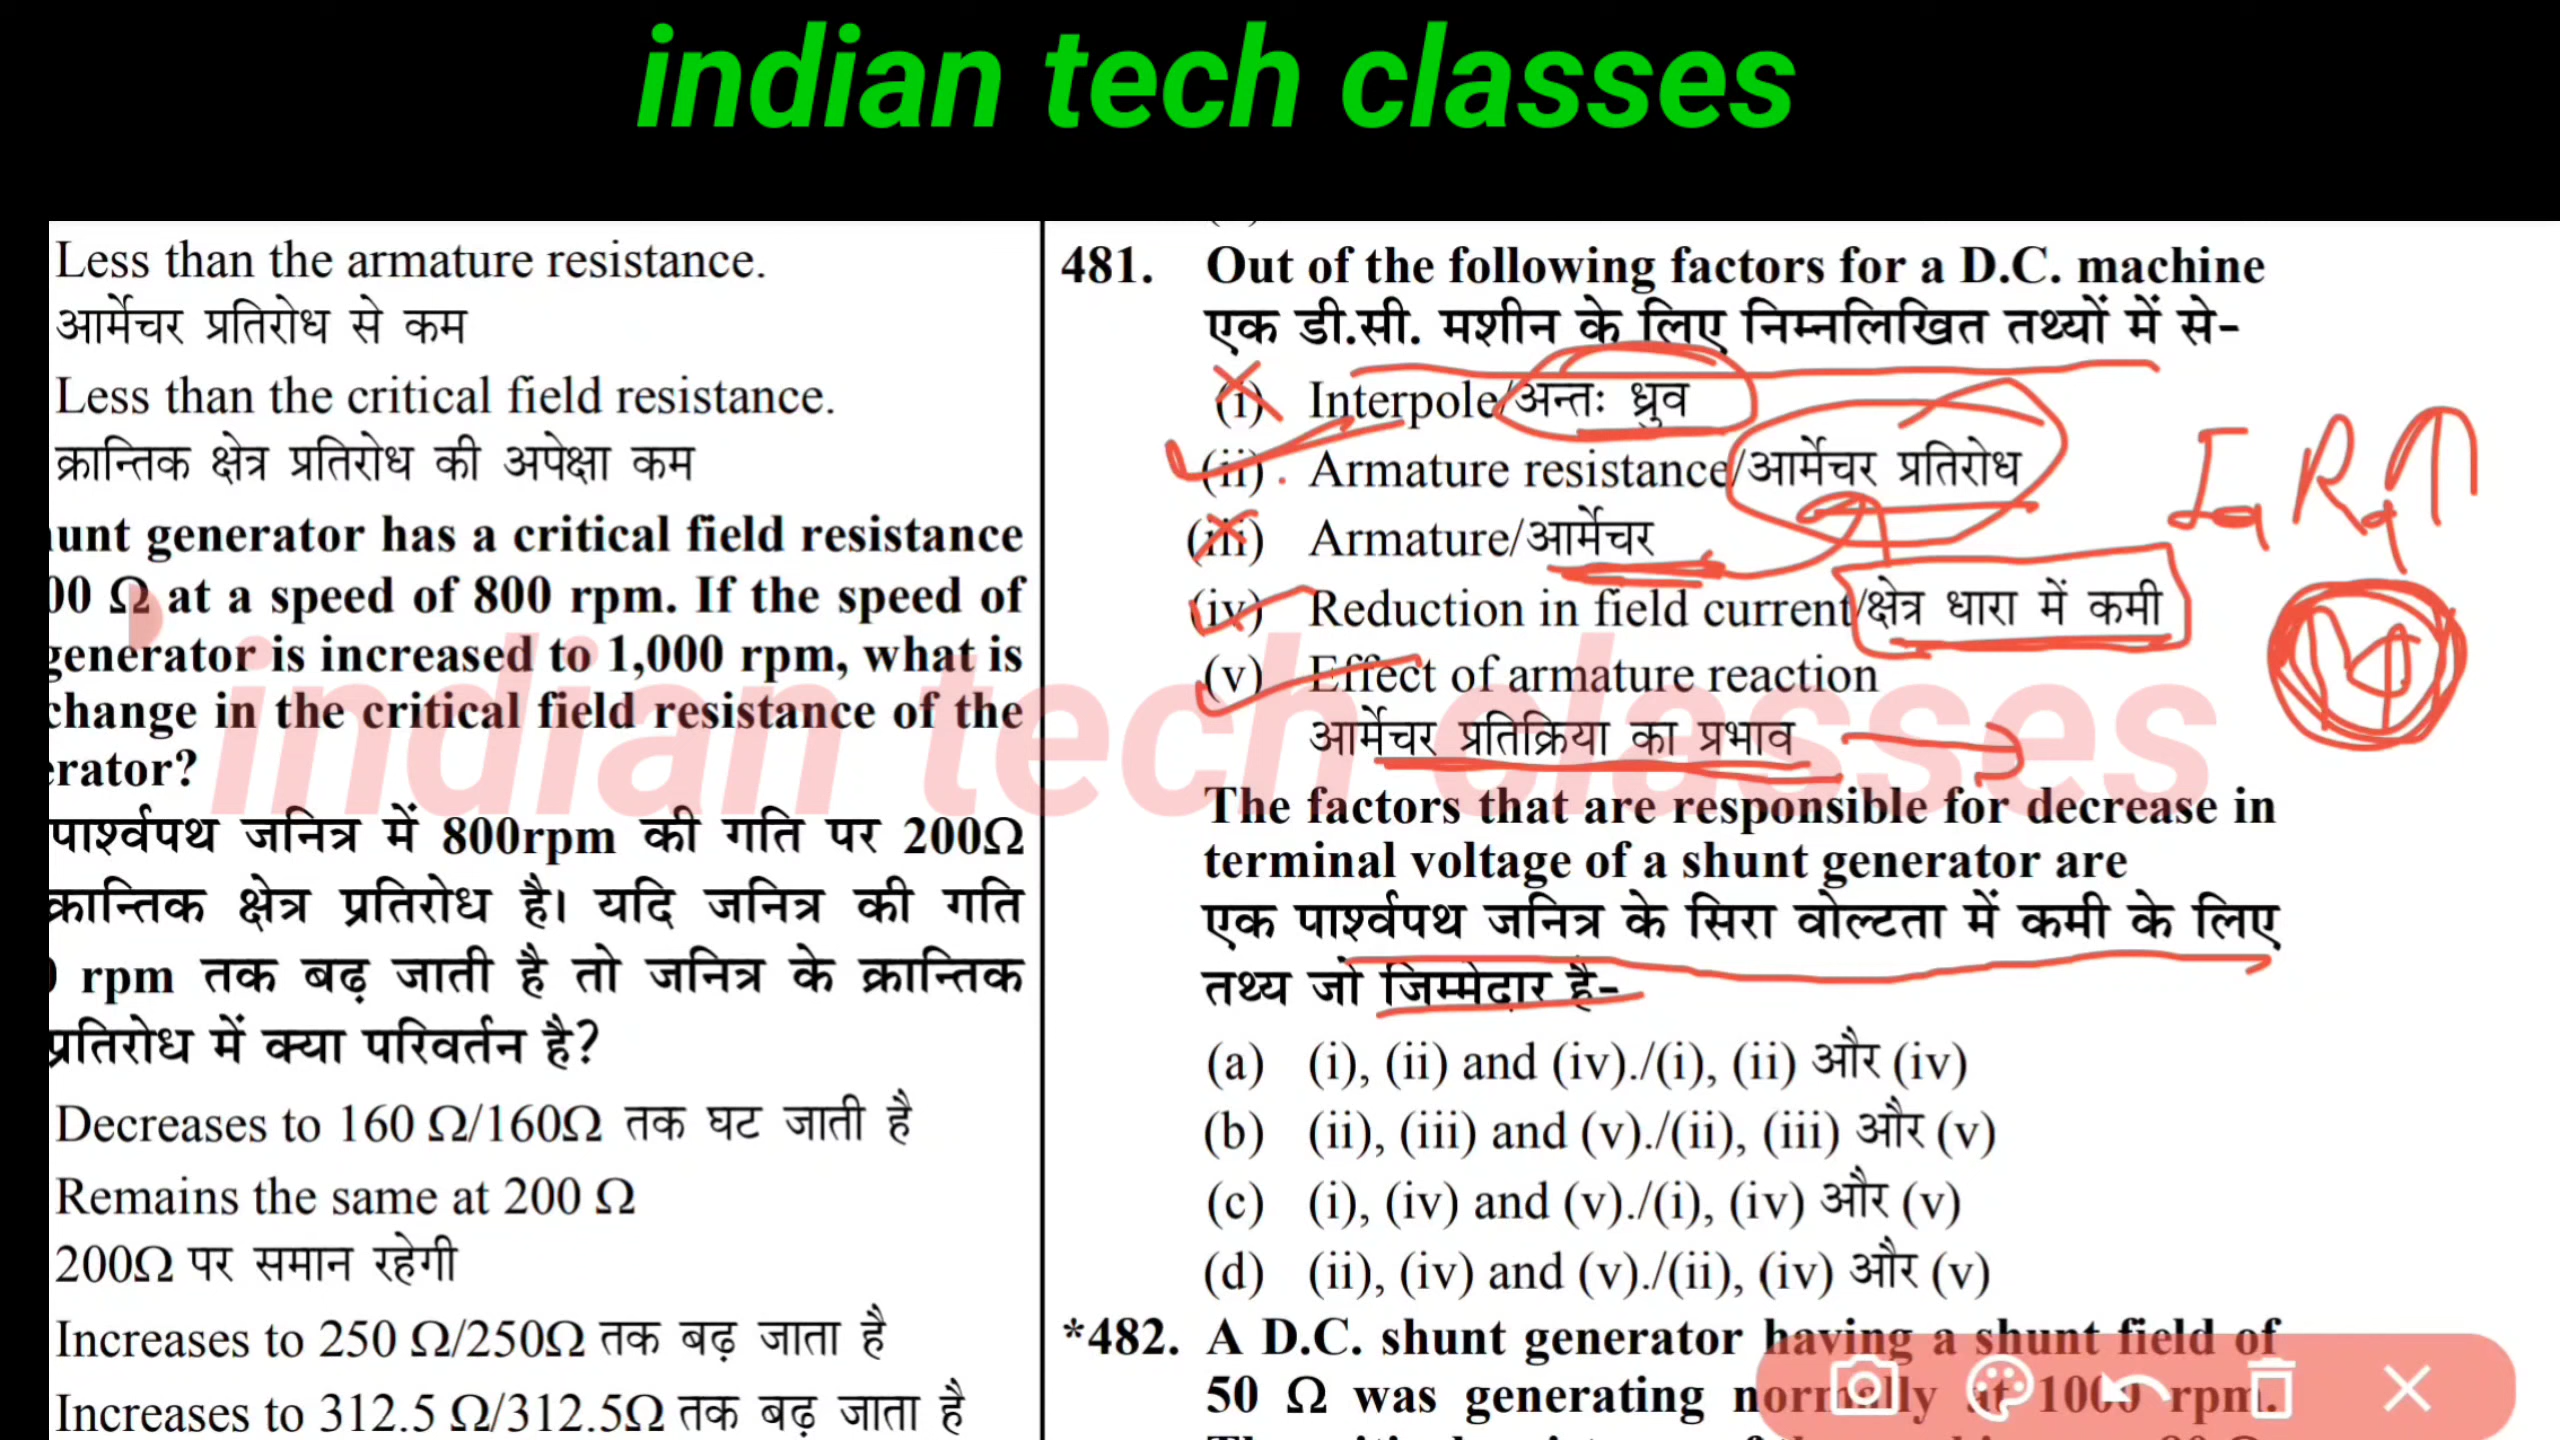 indian tech classes
Less than the armature resistance.
आर्मेचर प्रतिरोध से कम
Less than the critical field resistance.
क्रान्तिक क्षेत्र प्रतिरोध की अपेक्षा कम
generator has a critical field resistance
Ω at a speed of 800 rpm. If the speed of
generator is increased to 1,000 rpm, what is
change in the critical field resistance of the
पार्श्वपथ जनित्र में 800rpm की गति पर 200Ω
क्रान्तिक क्षेत्र प्रतिरोध है। यदि जनित्र की गति
rpm तक बढ़ जाती है तो जनित्र के क्रान्तिक
प्रतिरोध में क्या परिवर्तन है?
Decreases to 160 Ω/160Ω तक घट जाती है
Remains the same at 200 Ω
200Ω पर समान रहेगी
Increases to 250 Ω/250Ω तक बढ़ जाता है
Increases to 312.5 Ω/312.5Ω तक बढ़ जाता है
481. Out of the following factors for a D.C. machine
एक डी.सी. मशीन के लिए निम्नलिखित तथ्यों में से-
(i) Interpole/अन्तः ध्रुव
(ii). Armature resistance/आर्मेचर प्रतिरोध
(iii) Armature/आर्मेचर
(iv) Reduction in field current/क्षेत्र धारा में कमी
(v) Effect of armature reaction
आर्मेचर प्रतिक्रिया का प्रभाव
The factors that are responsible for decrease in
terminal voltage of a shunt generator are
एक पार्श्वपथ जनित्र के सिरा वोल्टता में कमी के लिए
तथ्य जो जिम्मेदार है-
(a) (i), (ii) and (iv)./(i), (ii) और (iv)
(b) (ii), (iii) and (v)./(ii), (iii) और (v)
(c) (i), (iv) and (v)./(i), (iv) और (v)
(d) (ii), (iv) and (v)./(ii), (iv) और (v)
*482. A D.C. shunt generator having a shunt field of
50 Ω was generating normally at 1000 rpm.
Ia Ra
indian tech classes